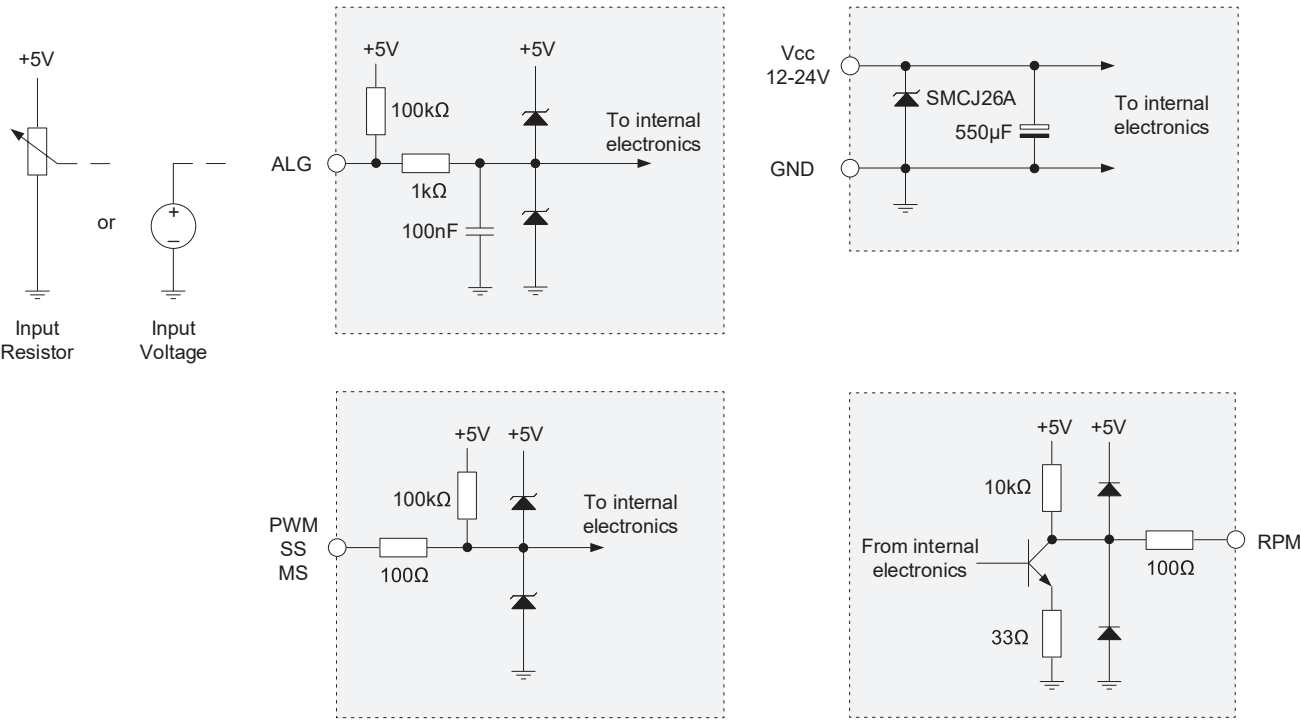 +5V
or
+
−
Input
Resistor
Input
Voltage
ALG
+5V
+5V
100kΩ
1kΩ
100nF
To internal
electronics
Vcc
12-24V
GND
SMCJ26A
550µF
To internal
electronics
PWM
SS
MS
+5V
+5V
100kΩ
100Ω
To internal
electronics
+5V
+5V
10kΩ
From internal
electronics
33Ω
100Ω
RPM